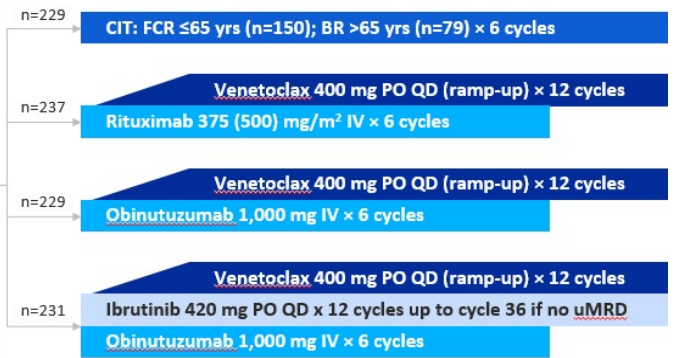 n=229
CIT: FCR ≤65 yrs (n=150); BR >65 yrs (n=79) × 6 cycles
Venetoclax 400 mg PO QD (ramp-up) × 12 cycles
n=237
Rituximab 375 (500) mg/m² IV × 6 cycles
Venetoclax 400 mg PO QD (ramp-up) × 12 cycles
n=229
Obinutuzumab 1,000 mg IV × 6 cycles
Venetoclax 400 mg PO QD (ramp-up) × 12 cycles
n=231
Ibrutinib 420 mg PO QD x 12 cycles up to cycle 36 if no uMRD
Obinutuzumab 1,000 mg IV × 6 cycles